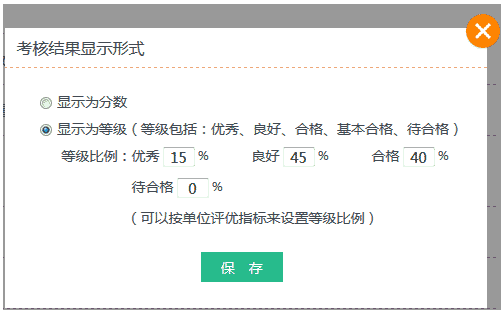 考核结果显示形式
显示为分数
显示为等级（等级包括：优秀、良好、合格、基本合格、待合格）
等级比例：优秀 15 % 良好 45 % 合格 40 %
待合格 0 %
（可以按单位评优指标来设置等级比例）
保 存